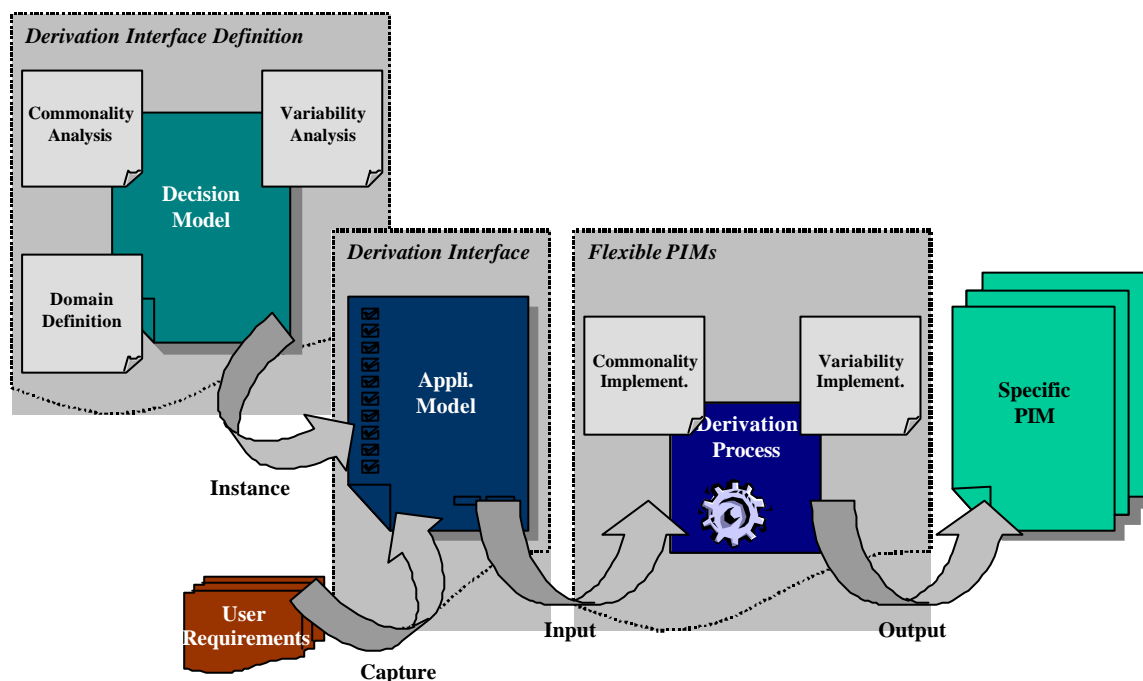 Derivation Interface Definition
Commonality
Analysis
Variability
Analysis
Decision
Model
Domain
Definition
Derivation Interface
Appli.
Model
Flexible PIMs
Commonality
Implement.
Variability
Implement.
Derivation
Process
Specific
PIM
Instance
User
Requirements
Capture
Input
Output